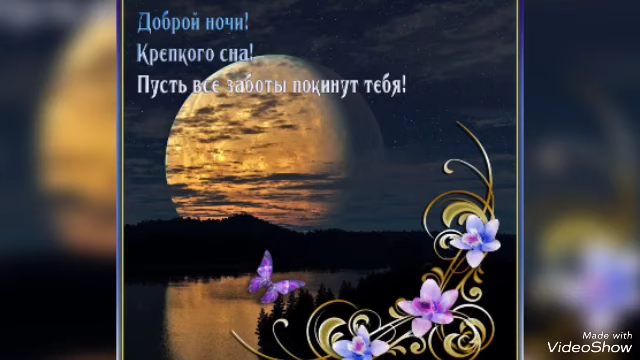 Доброй ночи!
Крепкого сна!
Пусть все заботы покинут тебя!
Made with
VideoShow